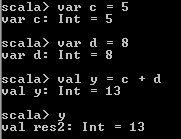 scala> var c = 5
var c: Int = 5
scala> var d = 8
var d: Int = 8
scala> val y = c + d
val y: Int = 13
scala> y
val res2: Int = 13